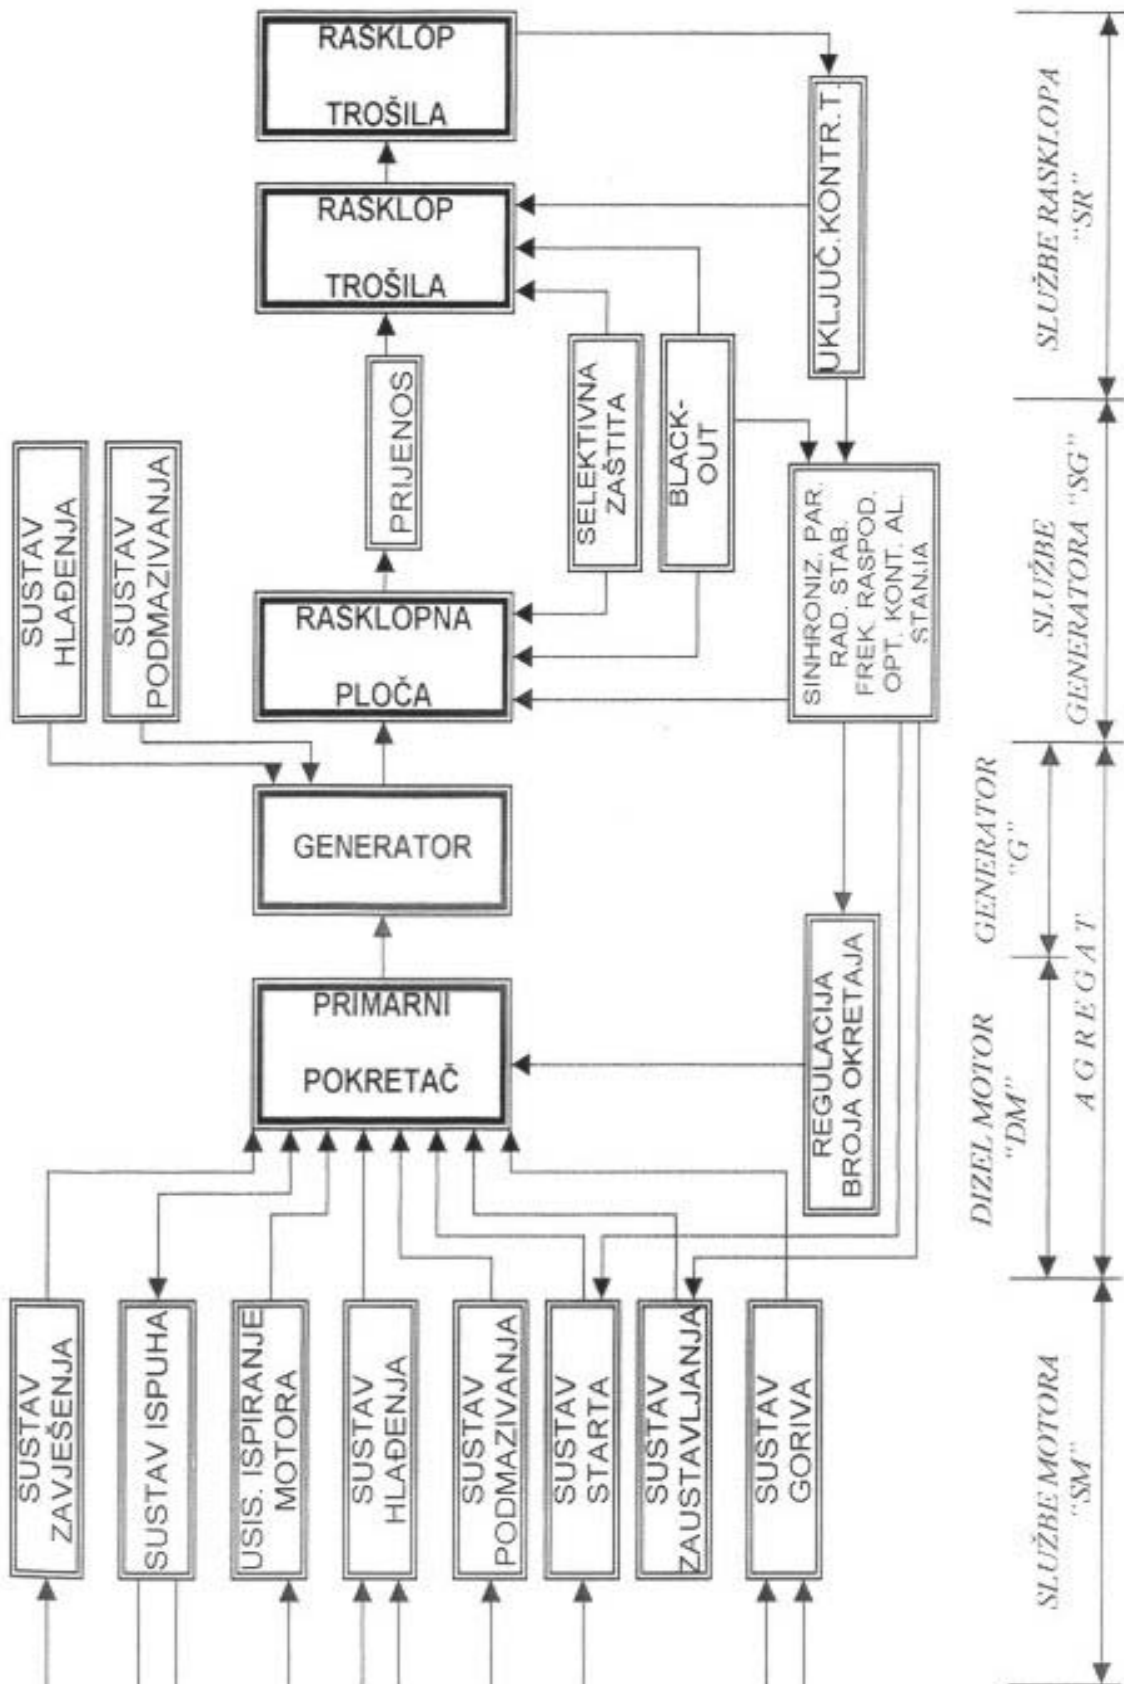 RASKLOP
TROŠILA
UKLJUČ.KONTR.T.
RASKLOP
TROŠILA
PRIJENOS
SELEKTIVNA
ZAŠTITA
BLACK-
OUT
SUSTAV
HLAĐENJA
SUSTAV
PODMAZIVANJA
RASKLOPNA
PLOČA
SINHRONIZ. PAR.
RAD. STAB.
FREK. RASPOD.
OPT. KONT. AL.
STANJA
GENERATOR
PRIMARNI
POKRETAČ
REGULACIJA
BROJA OKRETAJA
SUSTAV
ZAVJEŠENJA
SUSTAV ISPUHA
USIS. ISPIRANJE
MOTORA
SUSTAV
HLAĐENJA
SUSTAV
PODMAZIVANJA
SUSTAV
STARTA
SUSTAV
ZAUSTAVLJANJA
SUSTAV
GORIVA
SLUŽBE RASKLOPA
"SR"
SLUŽBE
GENERATORA "SG"
GENERATOR
"G"
DIZEL MOTOR
"DM"
A G R E G A T
SLUŽBE MOTORA
"SM"